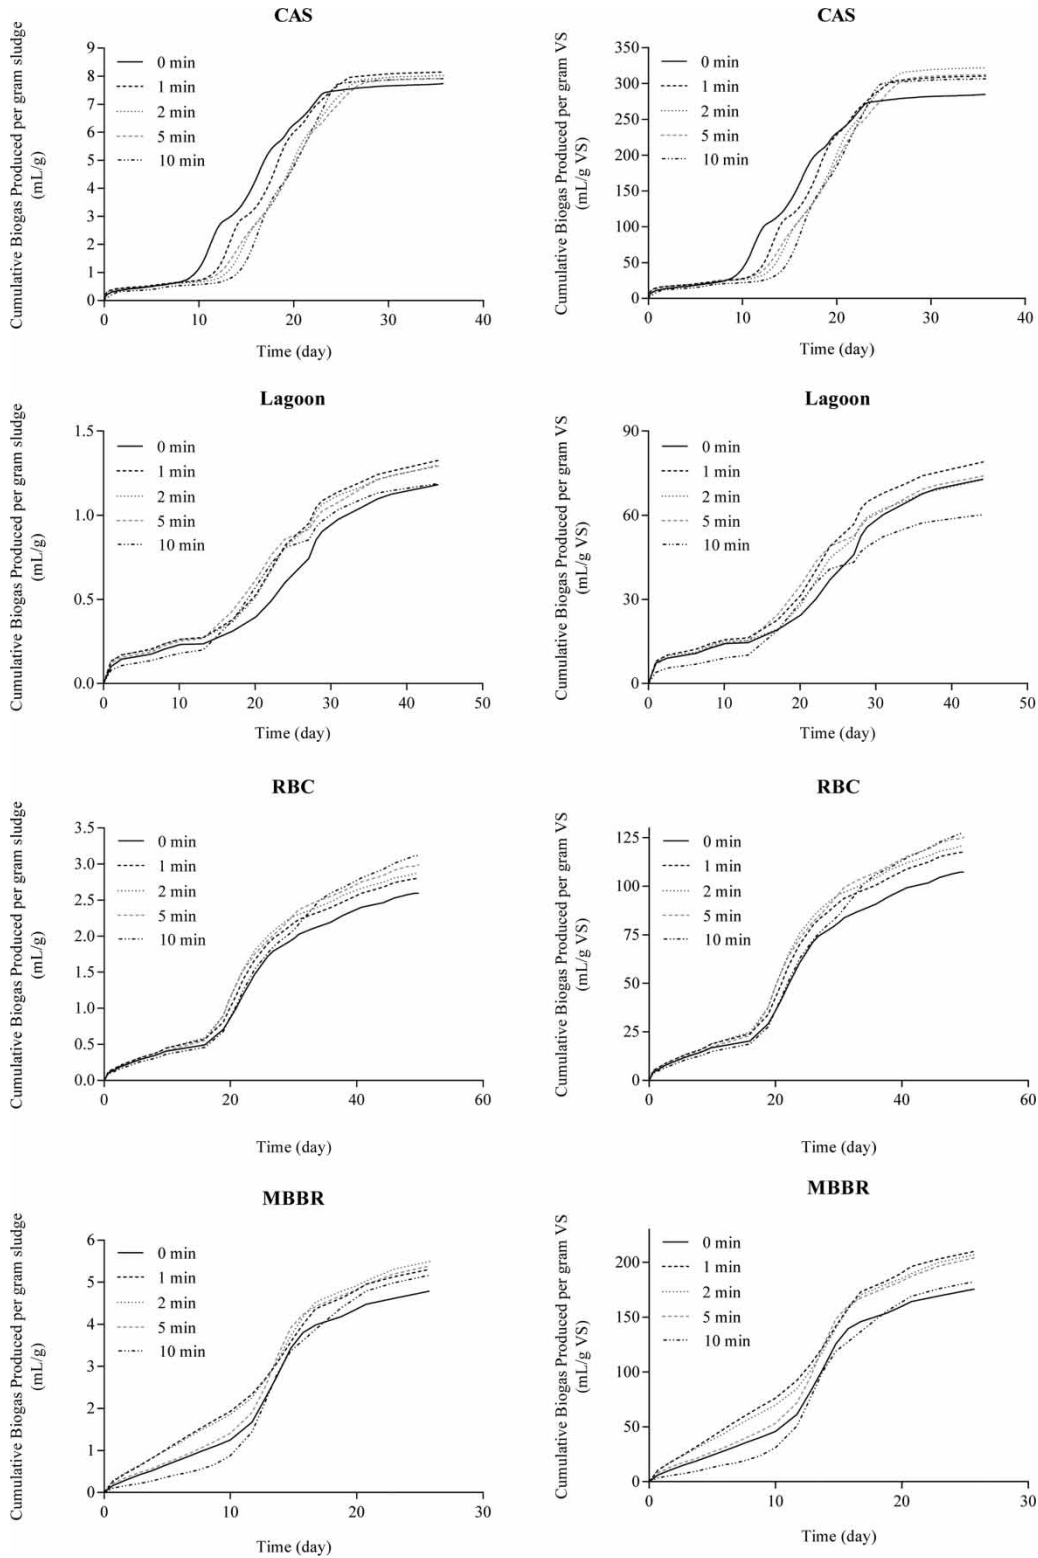 CAS
Cumulative Biogas Produced per gram sludge
(mL/g)
9
8
7
6
5
4
3
2
1
0
0 min
1 min
2 min
5 min
10 min
0
10
20
30
40
Time (day)
CAS
Cumulative Biogas Produced per gram VS
(mL/g VS)
350
300
250
200
150
100
50
0
0 min
1 min
2 min
5 min
10 min
0
10
20
30
40
Time (day)
Lagoon
Cumulative Biogas Produced per gram sludge
(mL/g)
1.5
1.0
0.5
0.0
0 min
1 min
2 min
5 min
10 min
0
10
20
30
40
50
Time (day)
Lagoon
Cumulative Biogas Produced per gram VS
(mL/g VS)
90
60
30
0
0 min
1 min
2 min
5 min
10 min
0
10
20
30
40
50
Time (day)
RBC
Cumulative Biogas Produced per gram sludge
(mL/g)
3.5
3.0
2.5
2.0
1.5
1.0
0.5
0.0
0 min
1 min
2 min
5 min
10 min
0
20
40
60
Time (day)
RBC
Cumulative Biogas Produced per gram VS
(mL/g VS)
125
100
75
50
25
0
0 min
1 min
2 min
5 min
10 min
0
20
40
60
Time (day)
MBBR
Cumulative Biogas Produced per gram sludge
(mL/g)
6
5
4
3
2
1
0
0 min
1 min
2 min
5 min
10 min
0
10
20
30
Time (day)
MBBR
Cumulative Biogas Produced per gram VS
(mL/g VS)
200
150
100
50
0
0 min
1 min
2 min
5 min
10 min
0
10
20
30
Time (day)